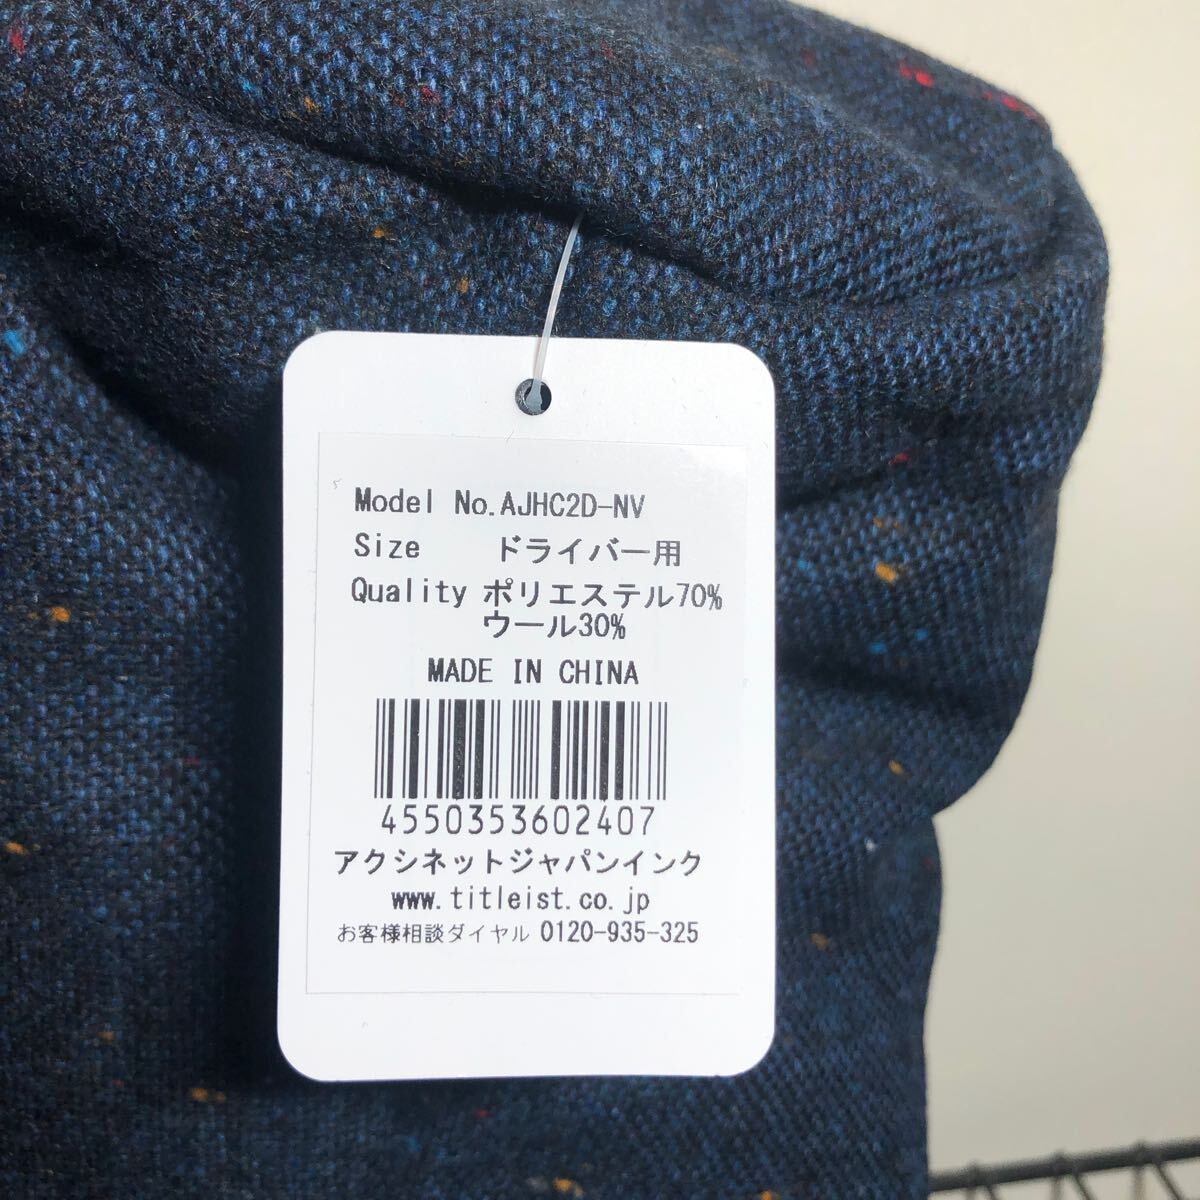 Model No.AJHC2D-NV
Size ドライバー用
Quality ポリエステル70%
ウール30%
MADE IN CHINA
4550353602407
アクシネットジャパンインク
www.titleist.co.jp
お客様相談ダイヤル 0120-935-325